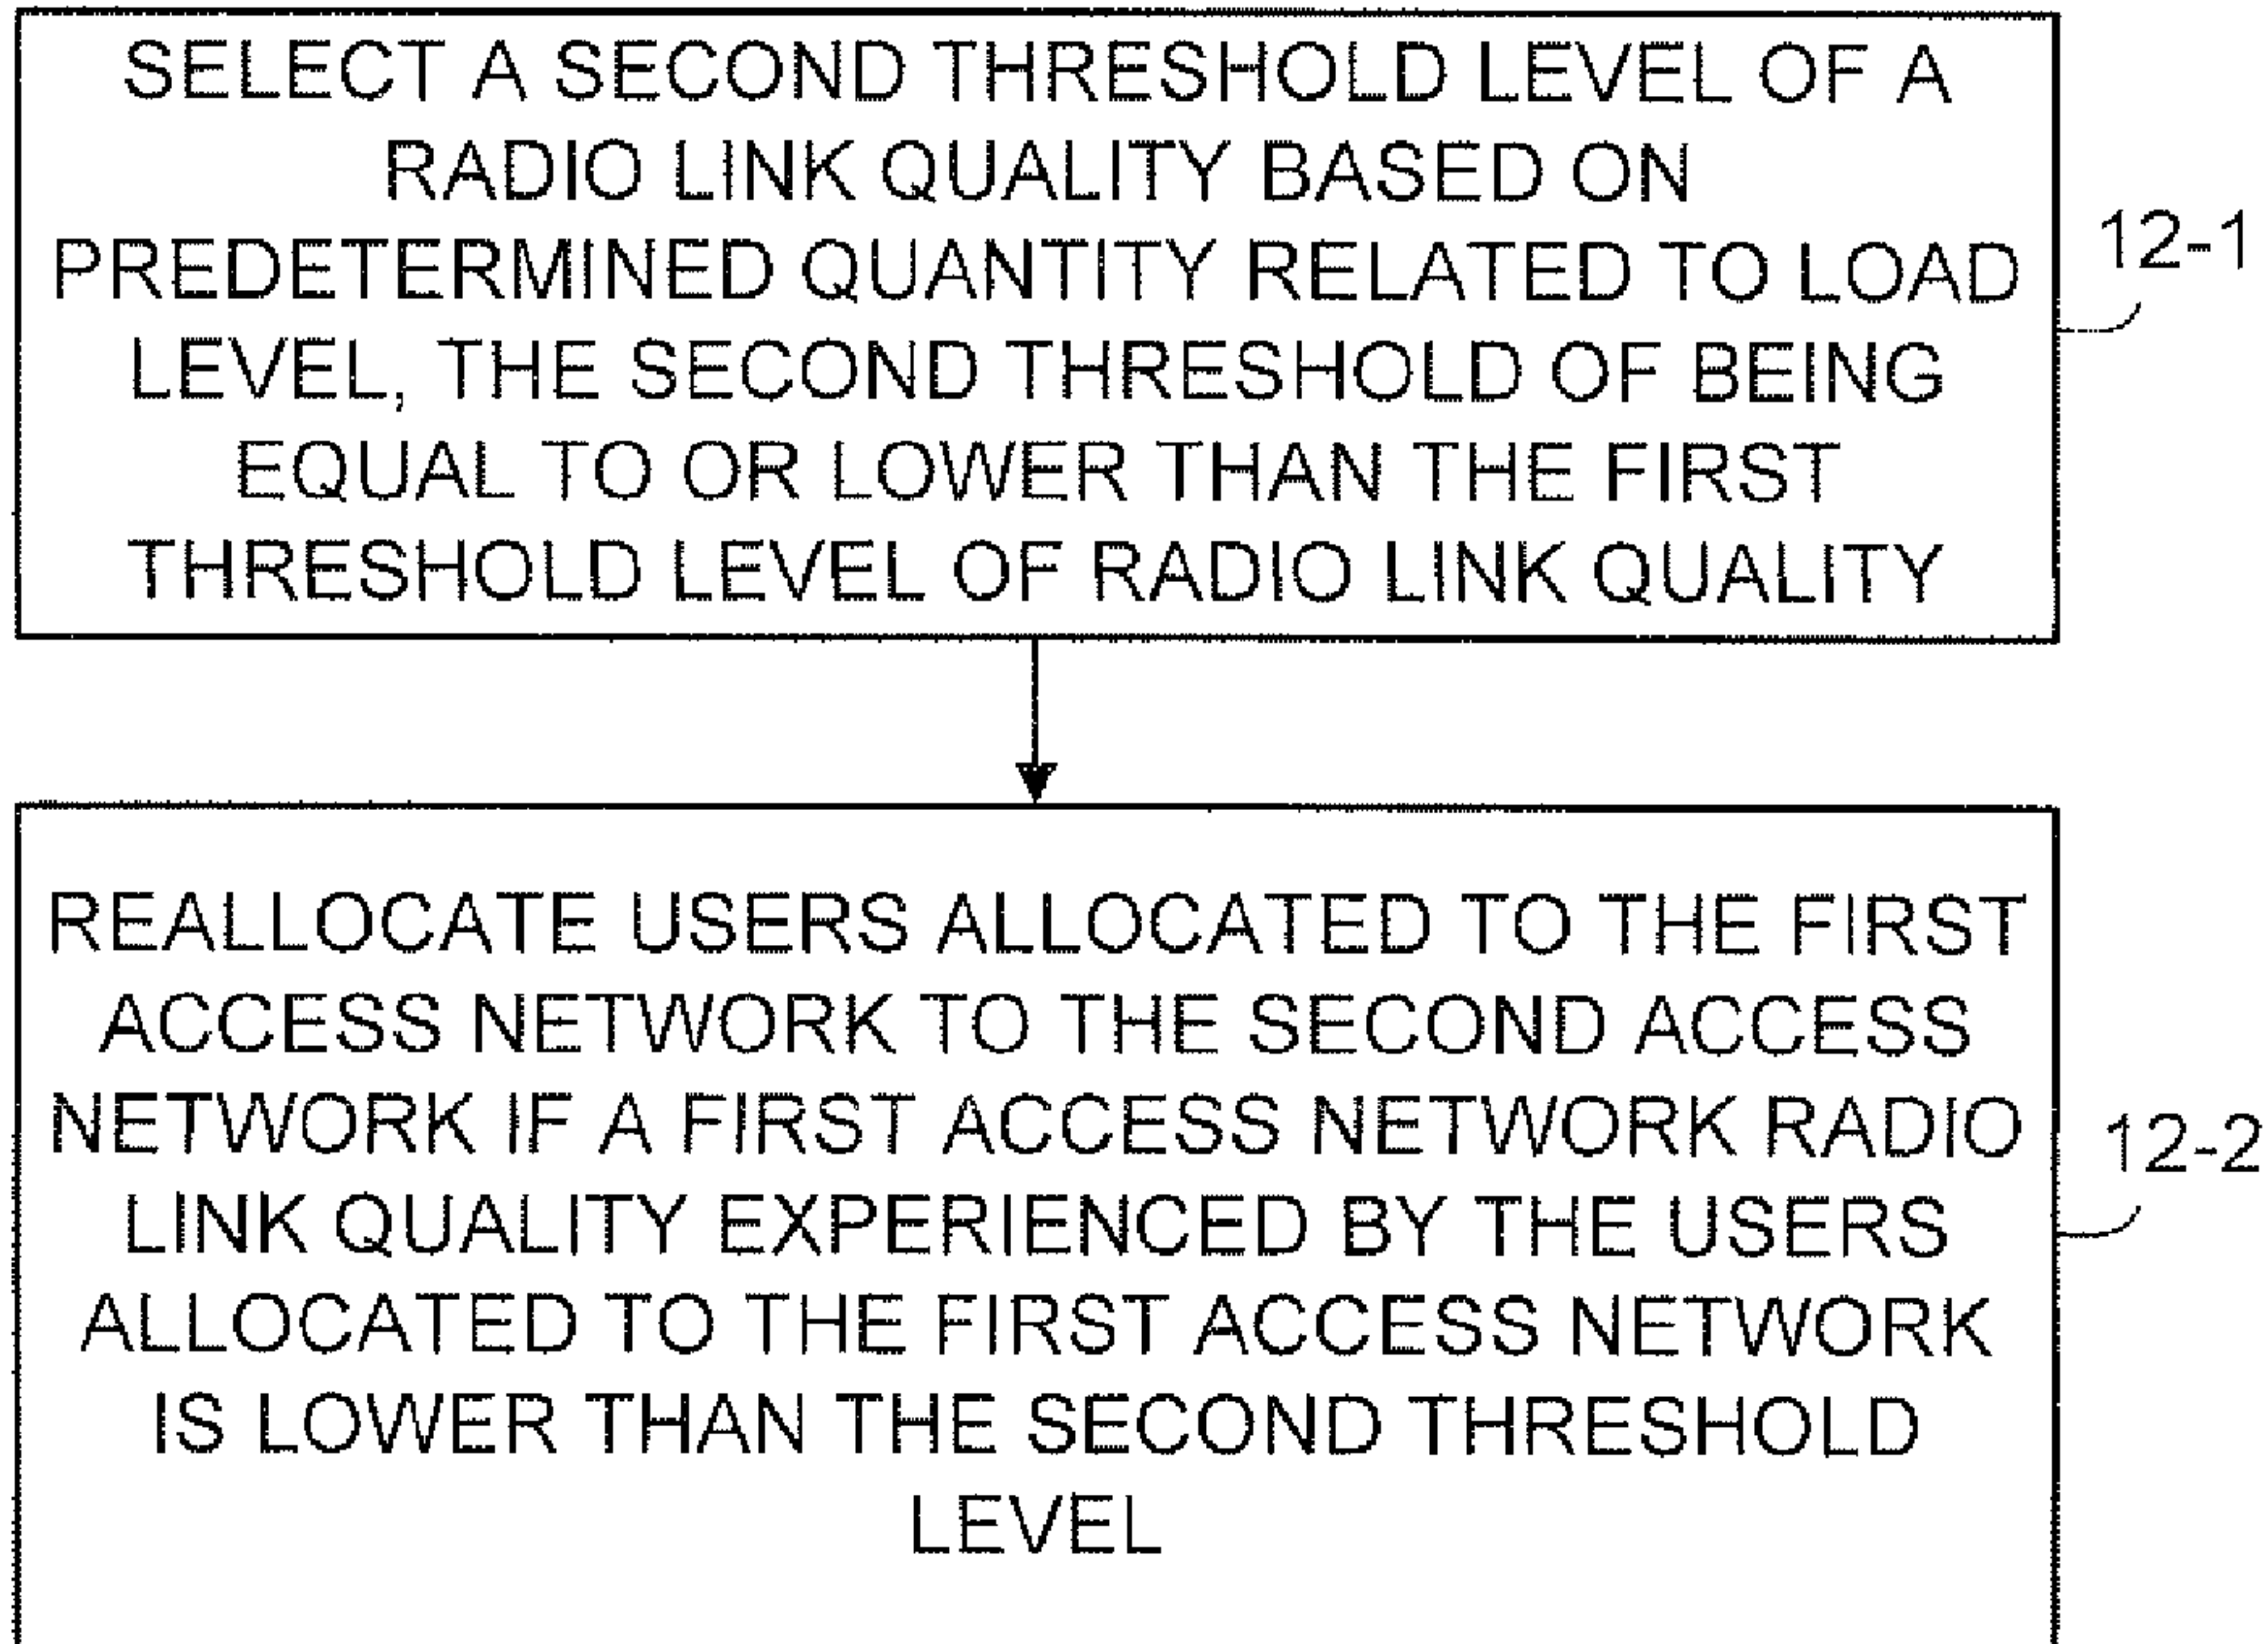 SELECT A SECOND THRESHOLD LEVEL OF A
RADIO LINK QUALITY BASED ON
PREDETERMINED QUANTITY RELATED TO LOAD
LEVEL, THE SECOND THRESHOLD OF BEING
EQUAL TO OR LOWER THAN THE FIRST
THRESHOLD LEVEL OF RADIO LINK QUALITY
12-1
REALLOCATE USERS ALLOCATED TO THE FIRST
ACCESS NETWORK TO THE SECOND ACCESS
NETWORK IF A FIRST ACCESS NETWORK RADIO
LINK QUALITY EXPERIENCED BY THE USERS
ALLOCATED TO THE FIRST ACCESS NETWORK
IS LOWER THAN THE SECOND THRESHOLD
LEVEL
12-2